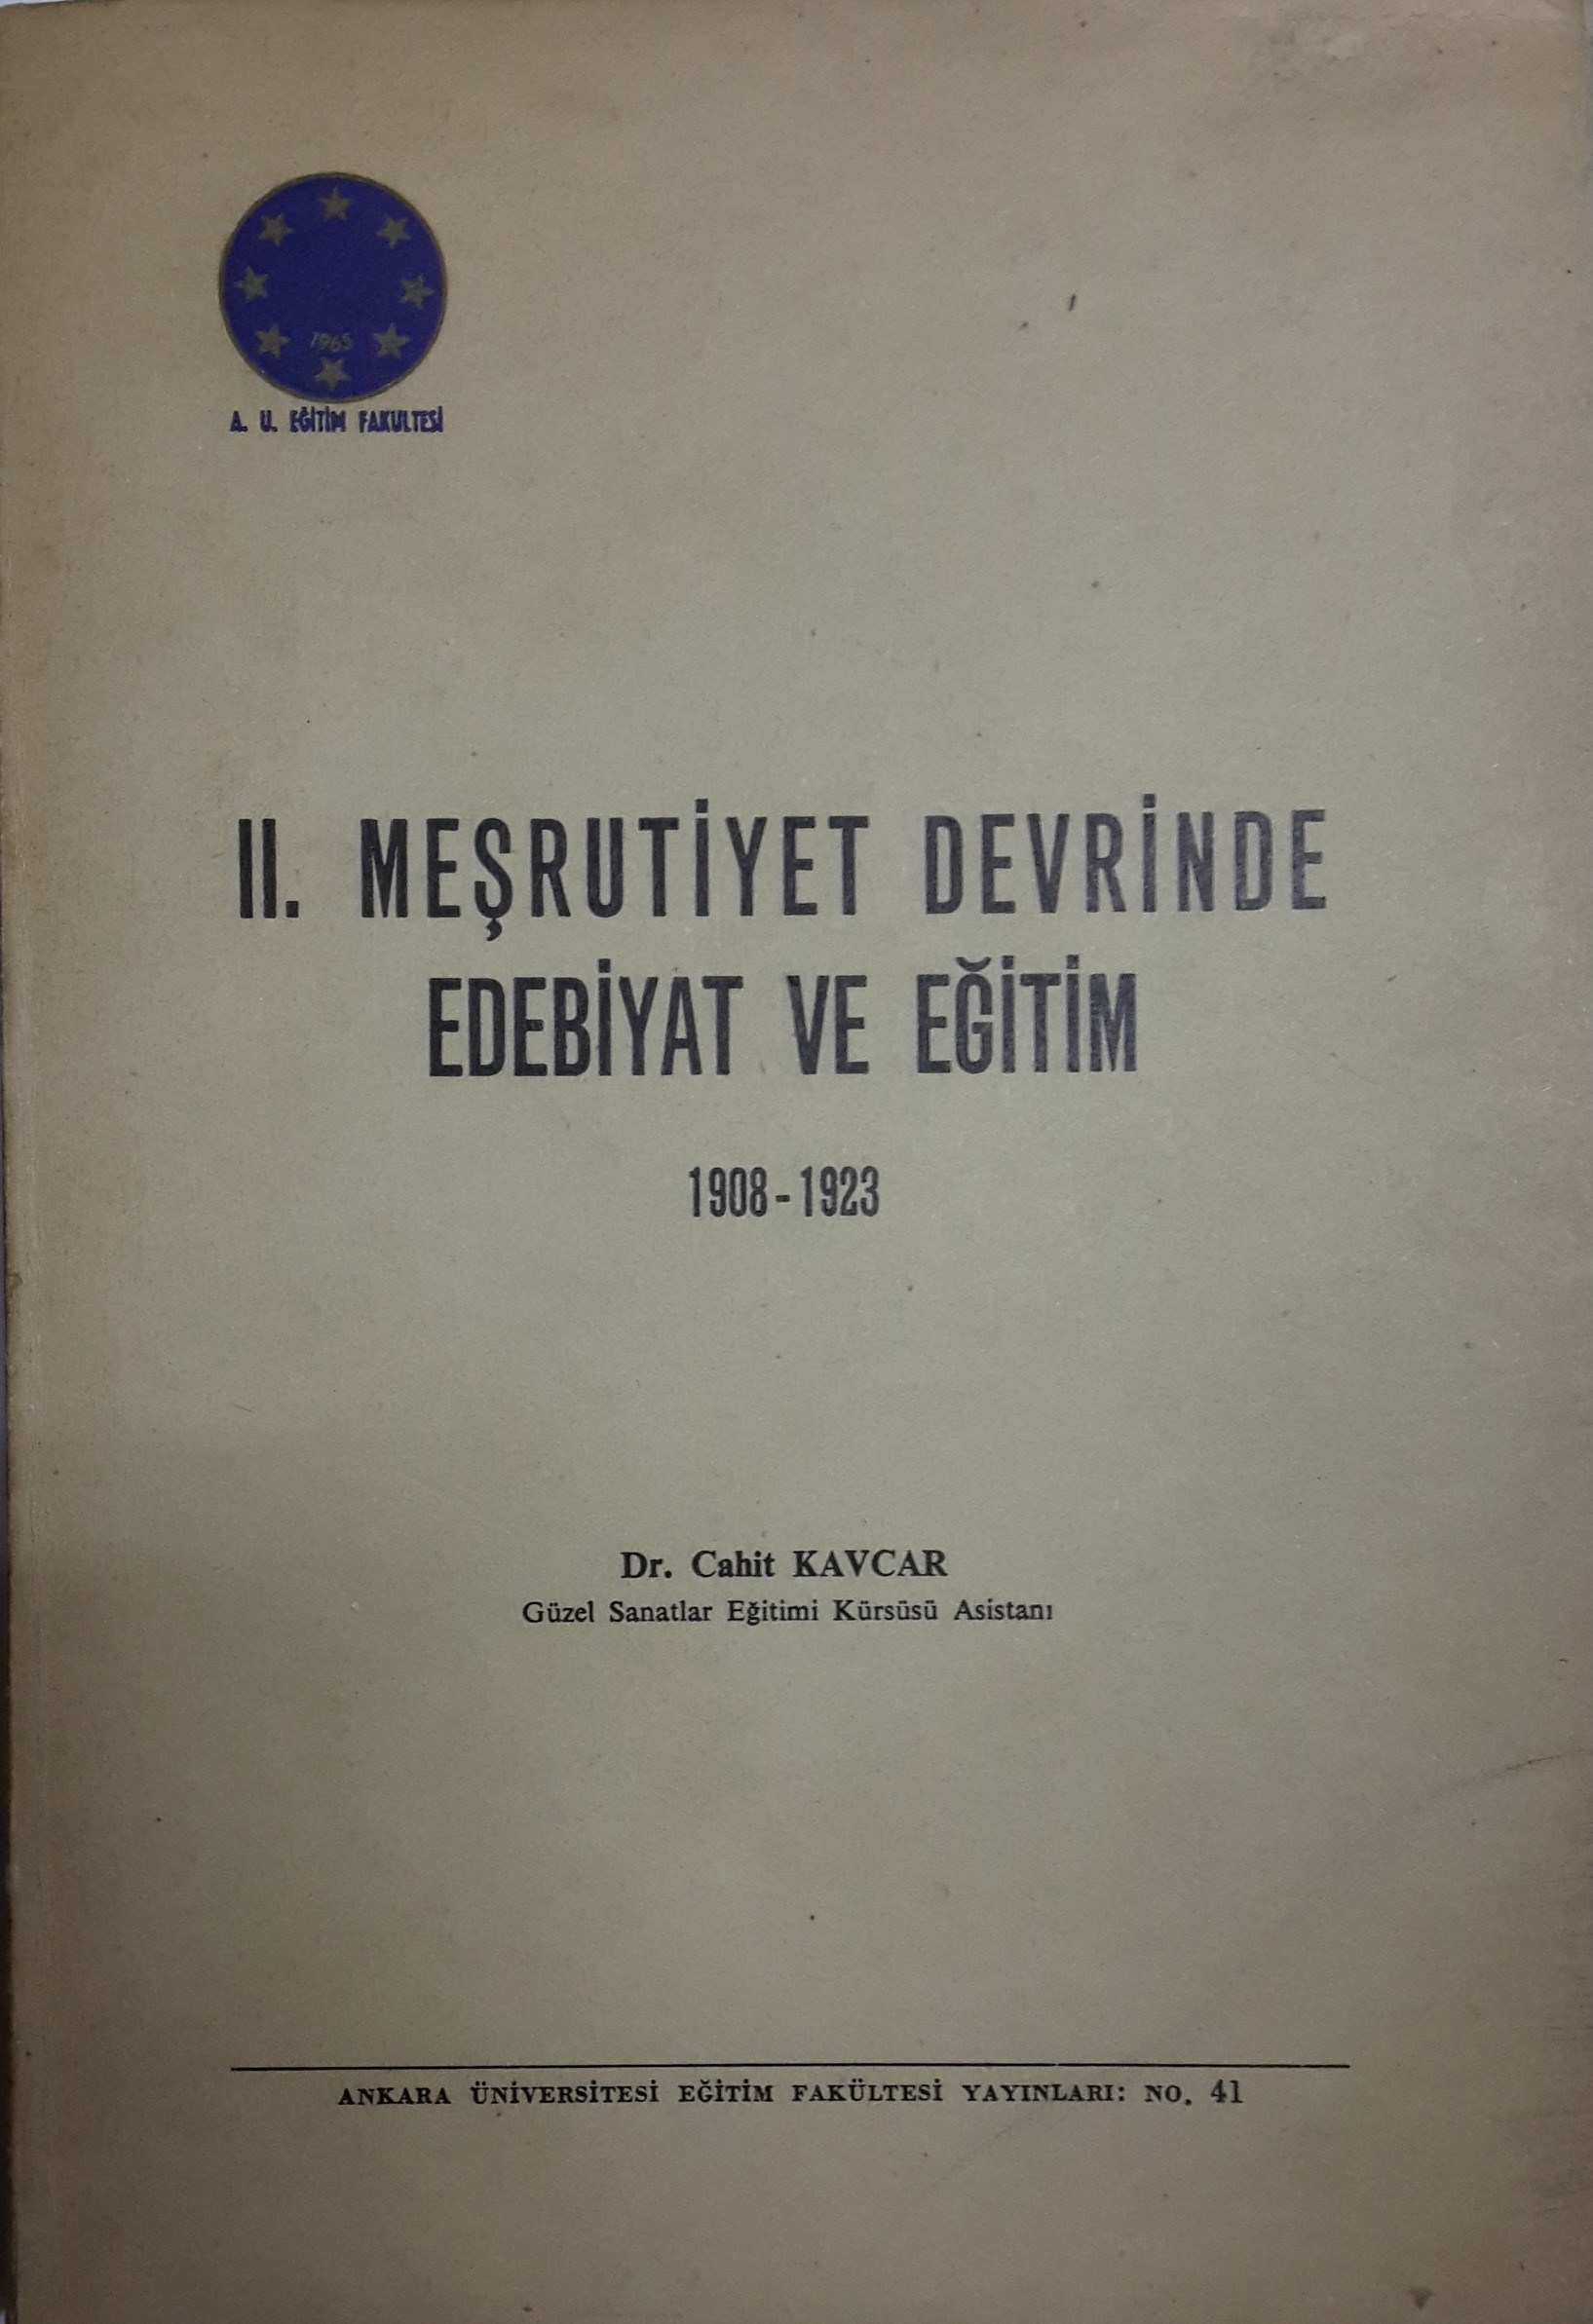 1965
A. U. EĞİTİM FAKULTESİ
II. MEŞRUTİYET DEVRİNDE
EDEBİYAT VE EĞİTİM
1908-1923
Dr. Cahit KAVCAR
Güzel Sanatlar Eğitimi Kürsüsü Asistanı
ANKARA ÜNİVERSİTESİ EĞİTİM FAKÜLTESİ YAYINLARI: NO. 41